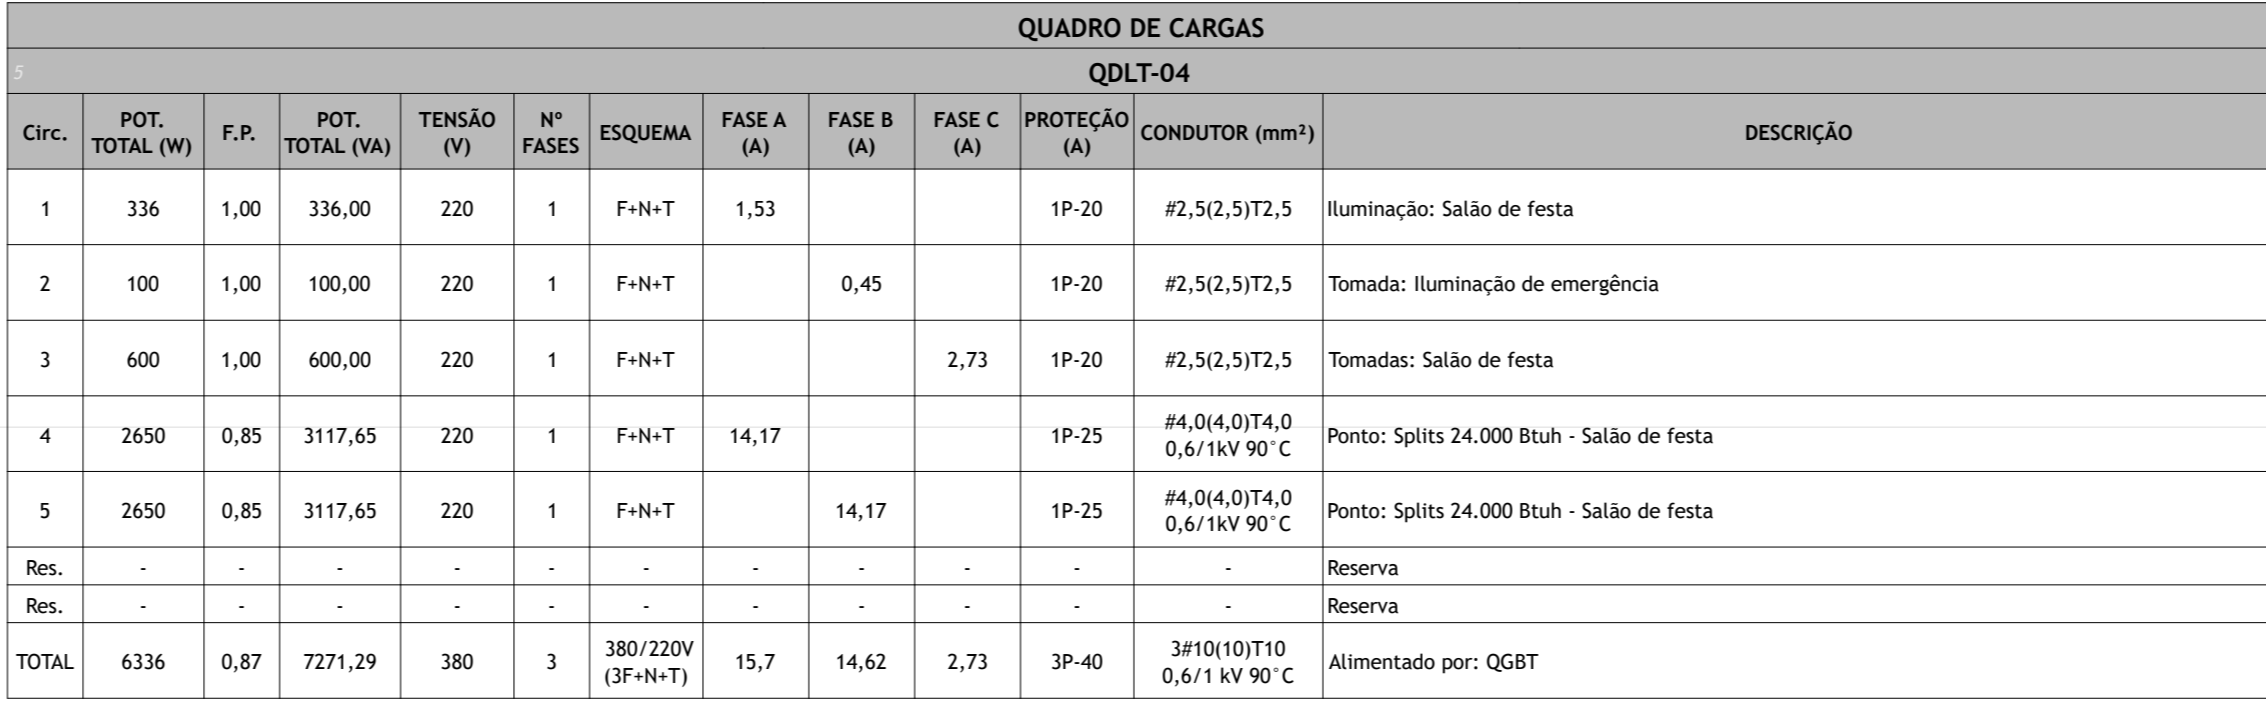 QUADRO DE CARGAS
5 QDLT-04
Circ. POT. TOTAL (W) F.P. POT. TOTAL (VA) TENSÃO (V) Nº FASES ESQUEMA FASE A (A) FASE B (A) FASE C (A) PROTEÇÃO (A) CONDUTOR (mm²) DESCRIÇÃO
1 336 1,00 336,00 220 1 F+N+T 1,53 1P-20 #2,5(2,5)T2,5 Iluminação: Salão de festa
2 100 1,00 100,00 220 1 F+N+T 0,45 1P-20 #2,5(2,5)T2,5 Tomada: Iluminação de emergência
3 600 1,00 600,00 220 1 F+N+T 2,73 1P-20 #2,5(2,5)T2,5 Tomadas: Salão de festa
4 2650 0,85 3117,65 220 1 F+N+T 14,17 1P-25 #4,0(4,0)T4,0 0,6/1kV 90°C Ponto: Splits 24.000 Btuh - Salão de festa
5 2650 0,85 3117,65 220 1 F+N+T 14,17 1P-25 #4,0(4,0)T4,0 0,6/1kV 90°C Ponto: Splits 24.000 Btuh - Salão de festa
Res. - - - - - - - - - - - Reserva
Res. - - - - - - - - - - - Reserva
TOTAL 6336 0,87 7271,29 380 3 380/220V (3F+N+T) 15,7 14,62 2,73 3P-40 3#10(10)T10 0,6/1 kV 90°C Alimentado por: QGBT